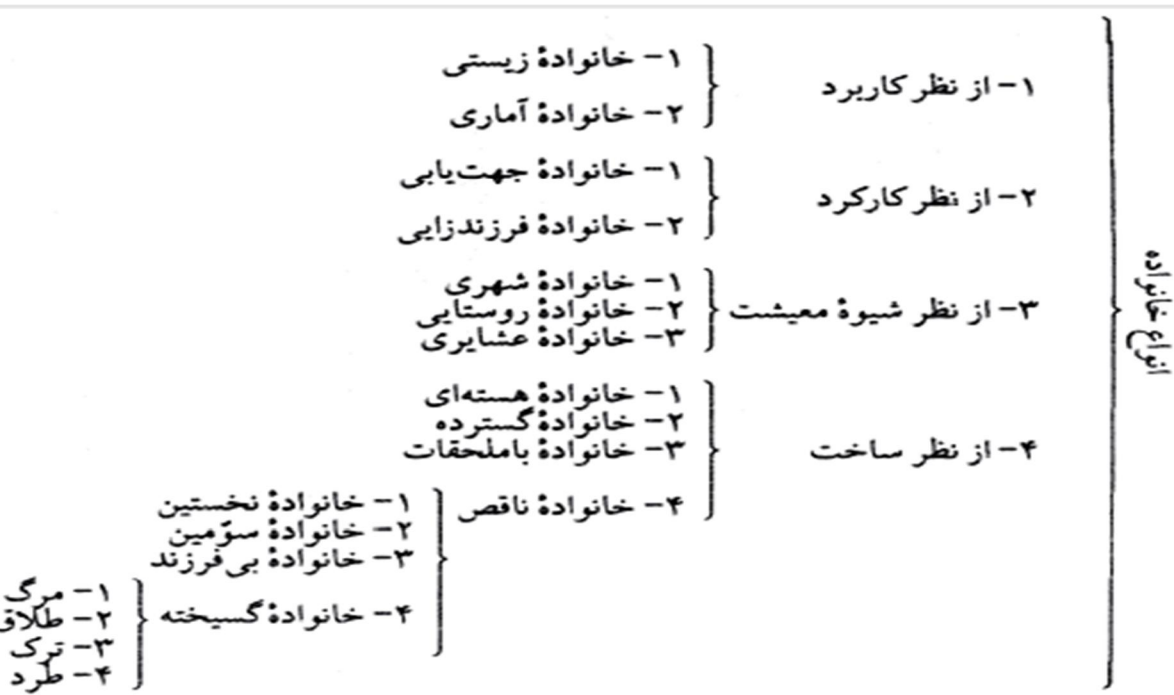 انواع خانواده
۱- از نظر کاربرد
۱- خانوادهٔ زیستی
۲- خانوادهٔ آماری
۲- از نظر کارکرد
۱- خانوادهٔ جهت‌یابی
۲- خانوادهٔ فرزندزایی
۳- از نظر شیوهٔ معیشت
۱- خانوادهٔ شهری
۲- خانوادهٔ روستایی
۳- خانوادهٔ عشایری
۴- از نظر ساخت
۱- خانوادهٔ هسته‌ای
۲- خانوادهٔ گسترده
۳- خانوادهٔ باملحقات
۴- خانوادهٔ ناقص
۱- خانوادهٔ نخستین
۲- خانوادهٔ سوّمین
۳- خانوادهٔ بی‌فرزند
۴- خانوادهٔ گسیخته
۱- مرگ
۲- طلاق
۳- ترک
۴- طرد